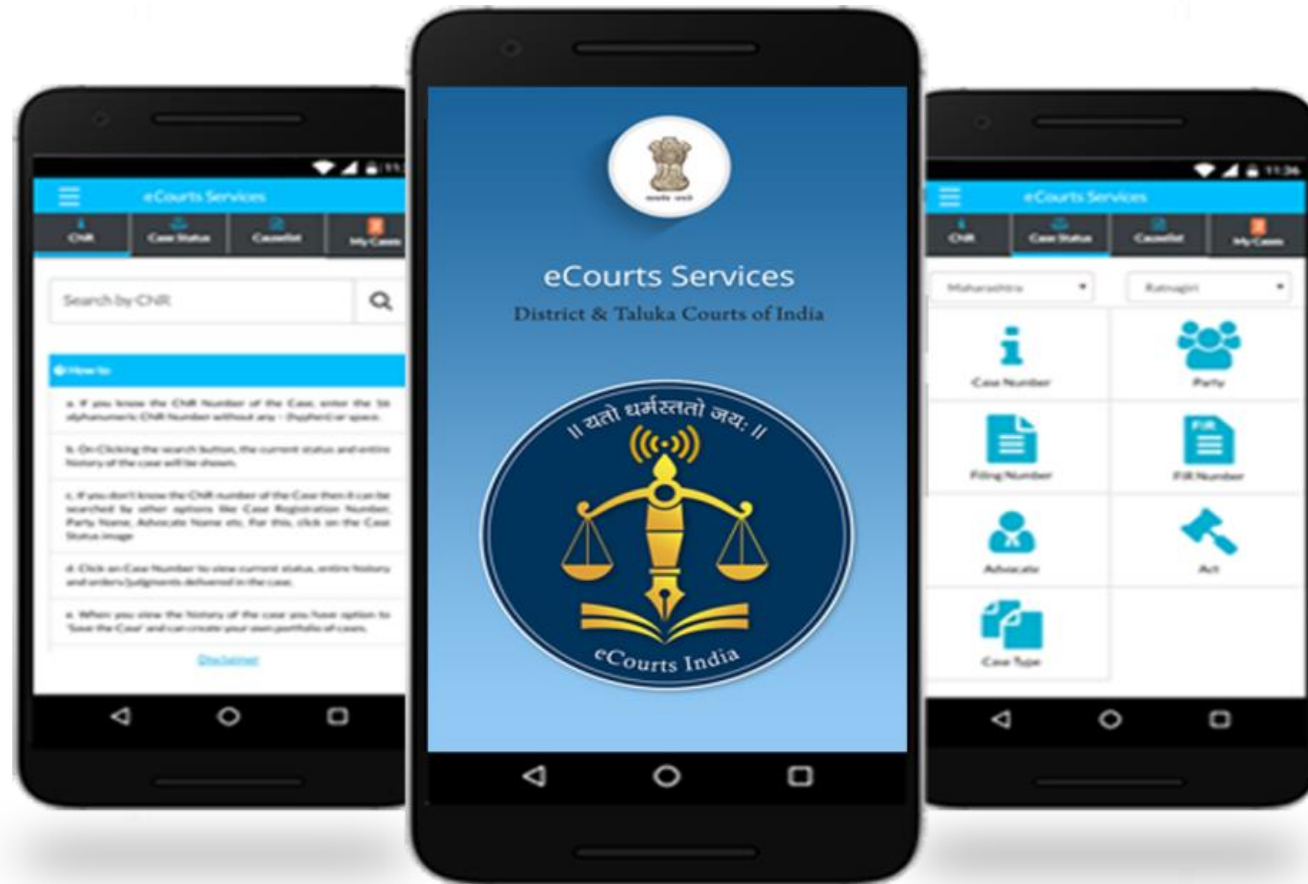 11:
eCourts Services
CNR
Case Status
Causelist
My Cases
Search by CNR
How to
a. If you know the CNR Number of the Case, enter the 16
alphanumeric CNR Number without any - (hyphen) or space.
b. On Clicking the search button, the current status and entire
history of the case will be shown.
c. If you don't know the CNR number of the Case then it can be
searched by other options like Case Registration Number,
Party Name, Advocate Name etc. For this, click on the Case
Status image
d. Click on Case Number to view current status, entire history
and orders/judgments delivered in the case.
e. When you view the history of the case you have option to
'Save the Case' and can create your own portfolio of cases.
Disclaimer
eCourts Services
District & Taluka Courts of India
॥ यतो धर्मस्ततो जय: ॥
eCourts India
11:36
eCourts Services
CNR
Case Status
Causelist
My Cases
Maharashtra
Ratnagiri
Case Number
Party
Filing Number
FIR
FIR Number
Advocate
Act
Case Type